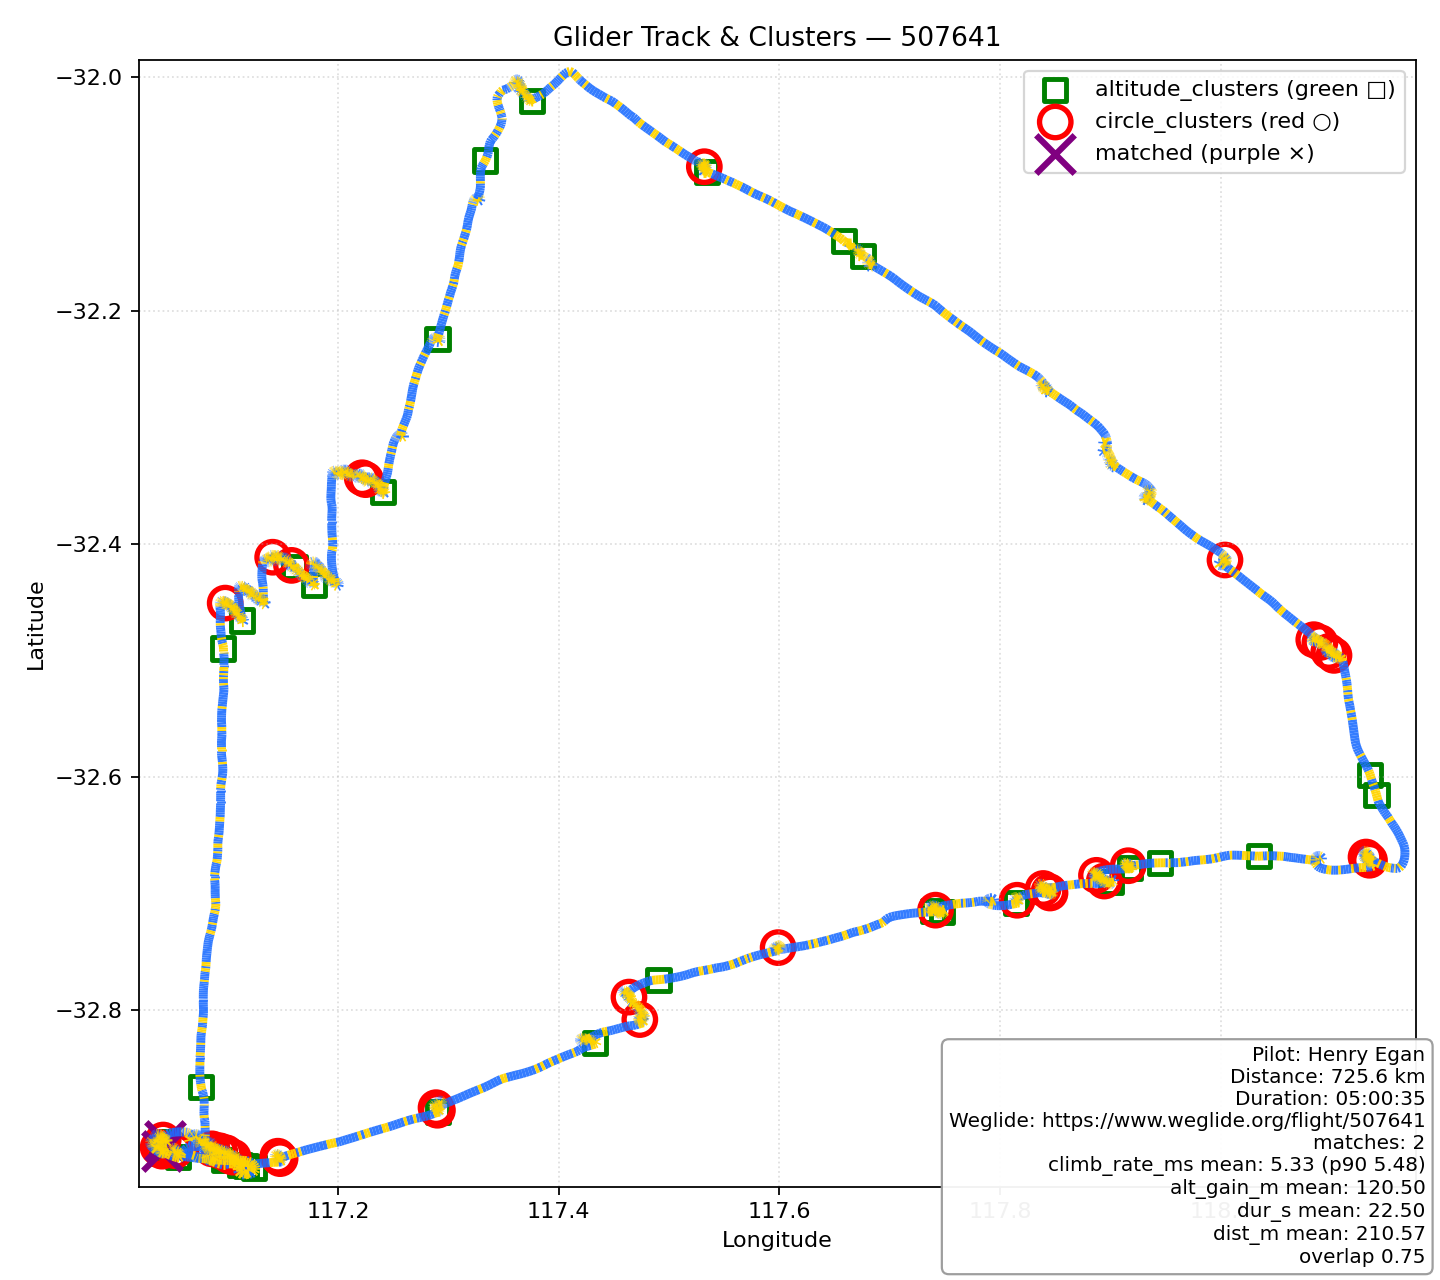 Glider Track & Clusters — 507641
altitude_clusters (green □)
circle_clusters (red ○)
matched (purple ×)
Latitude
−32.0
−32.2
−32.4
−32.6
−32.8
117.2
117.4
117.6
117.8
118
Longitude
Pilot: Henry Egan
Distance: 725.6 km
Duration: 05:00:35
Weglide: https://www.weglide.org/flight/507641
matches: 2
climb_rate_ms mean: 5.33 (p90 5.48)
alt_gain_m mean: 120.50
dur_s mean: 22.50
dist_m mean: 210.57
overlap 0.75